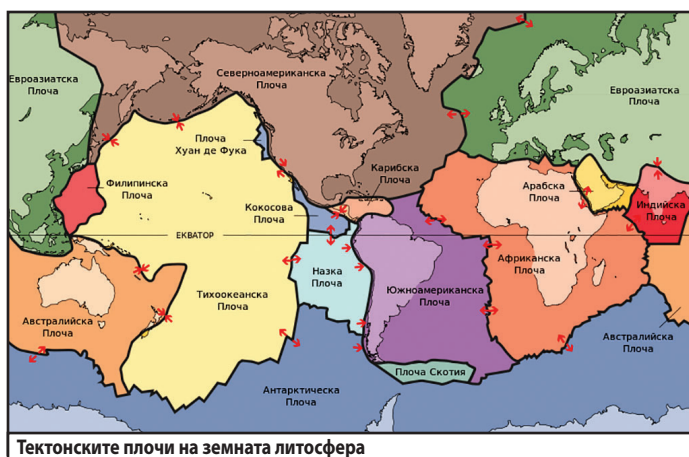 Евроазиатска
Плоча
Северноамериканска
Плоча
Евроазиатска
Плоча
Плоча
Хуан де Фука
Карибска
Плоча
Филипинска
Плоча
Арабска
Плоча
Индийска
Плоча
Кокосова
Плоча
ЕКВАТОР
Назка
Плоча
Африканска
Плоча
Тихоокеанска
Плоча
Южноамериканска
Плоча
Австралийска
Плоча
Австралийска
Плоча
Плоча Скотия
Антарктическа
Плоча
Тектонските плочи на земната литосфера